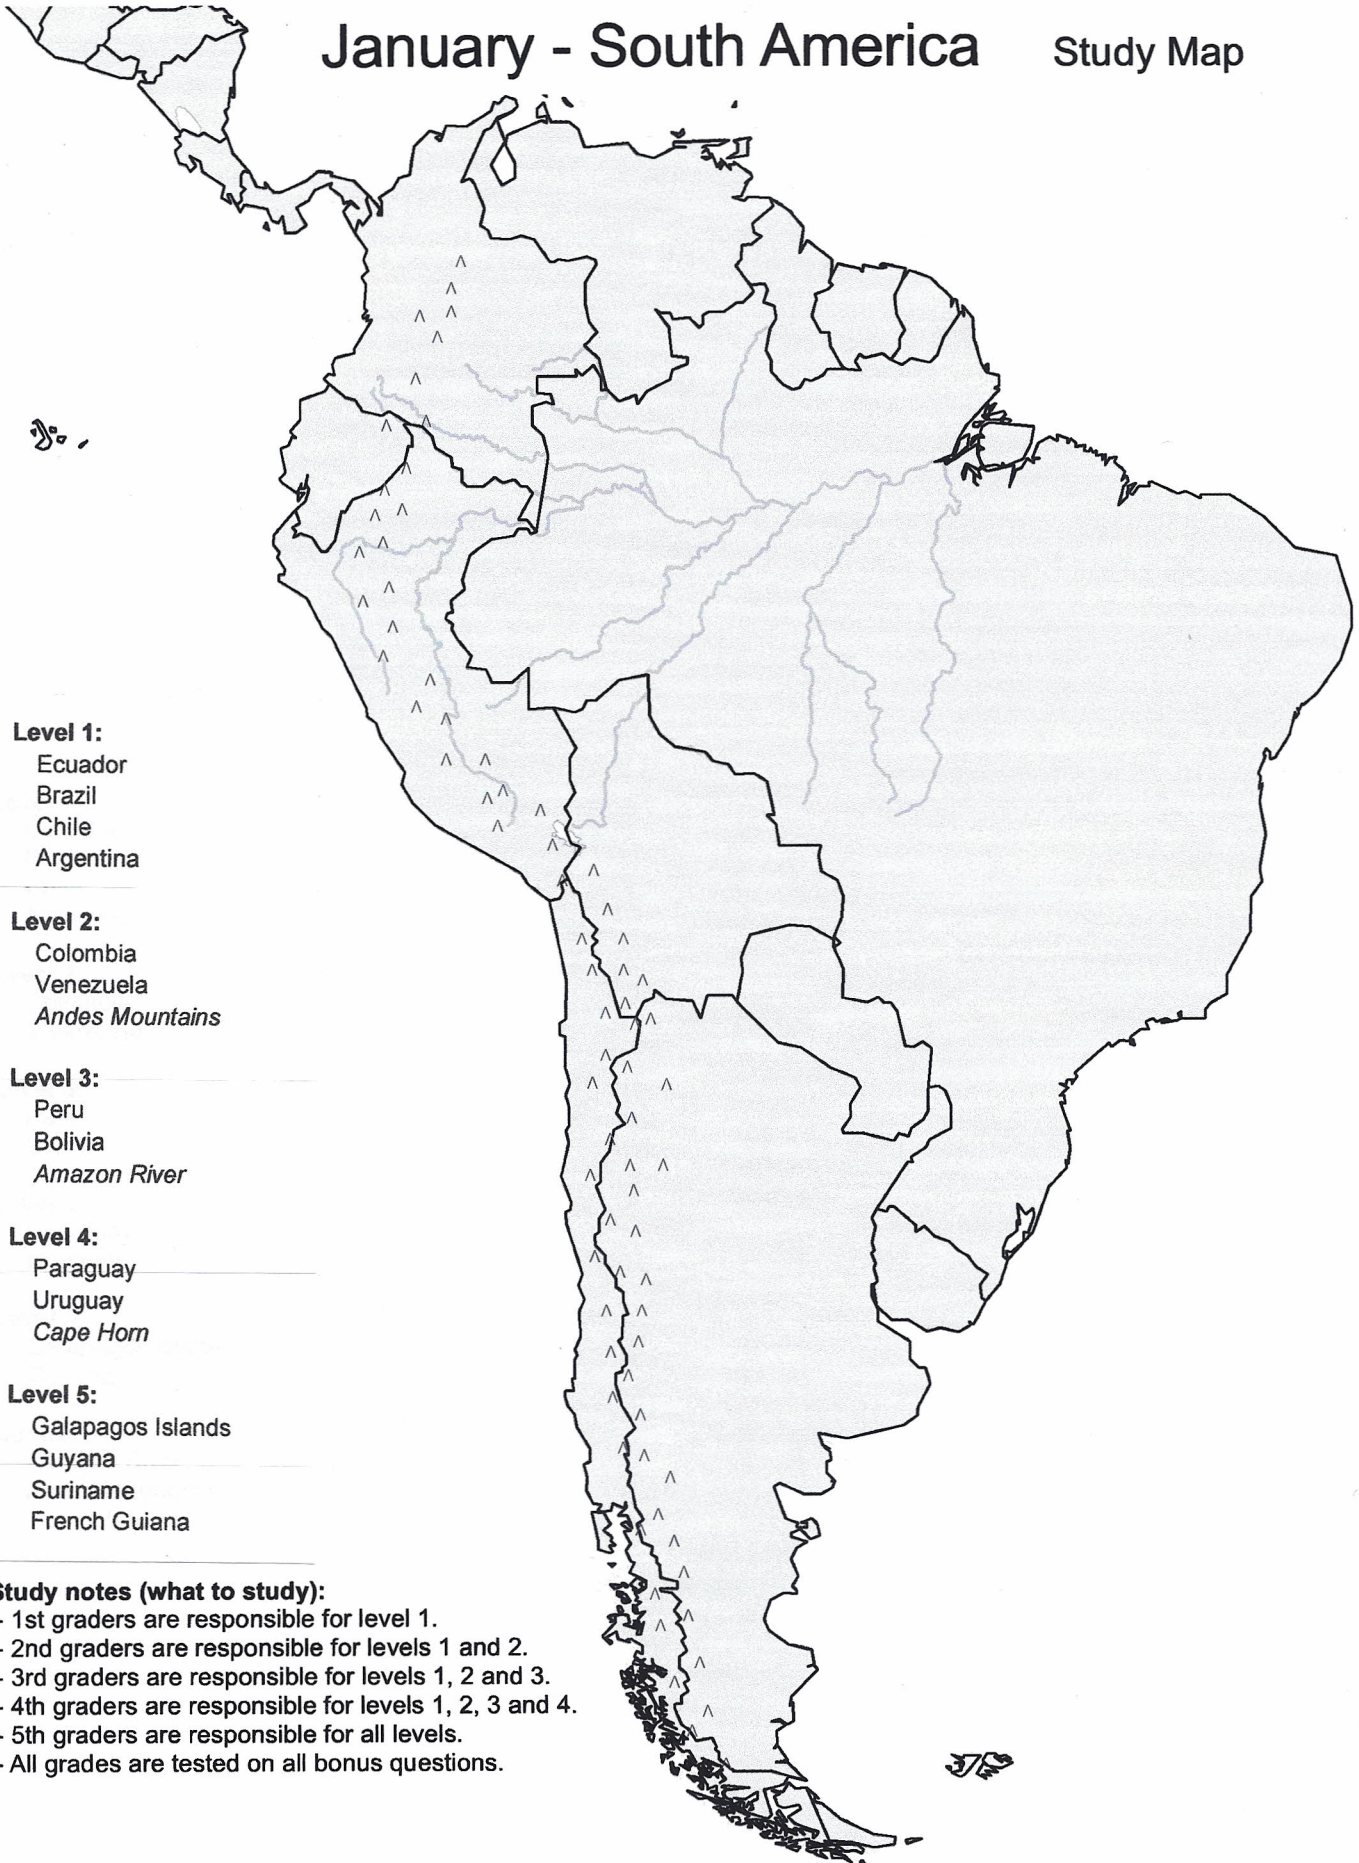 January - South America
Study Map
Level 1:
Ecuador
Brazil
Chile
Argentina
Level 2:
Colombia
Venezuela
Andes Mountains
Level 3:
Peru
Bolivia
Amazon River
Level 4:
Paraguay
Uruguay
Cape Horn
Level 5:
Galapagos Islands
Guyana
Suriname
French Guiana
Study notes (what to study):
- 1st graders are responsible for level 1.
- 2nd graders are responsible for levels 1 and 2.
- 3rd graders are responsible for levels 1, 2 and 3.
- 4th graders are responsible for levels 1, 2, 3 and 4.
- 5th graders are responsible for all levels.
- All grades are tested on all bonus questions.